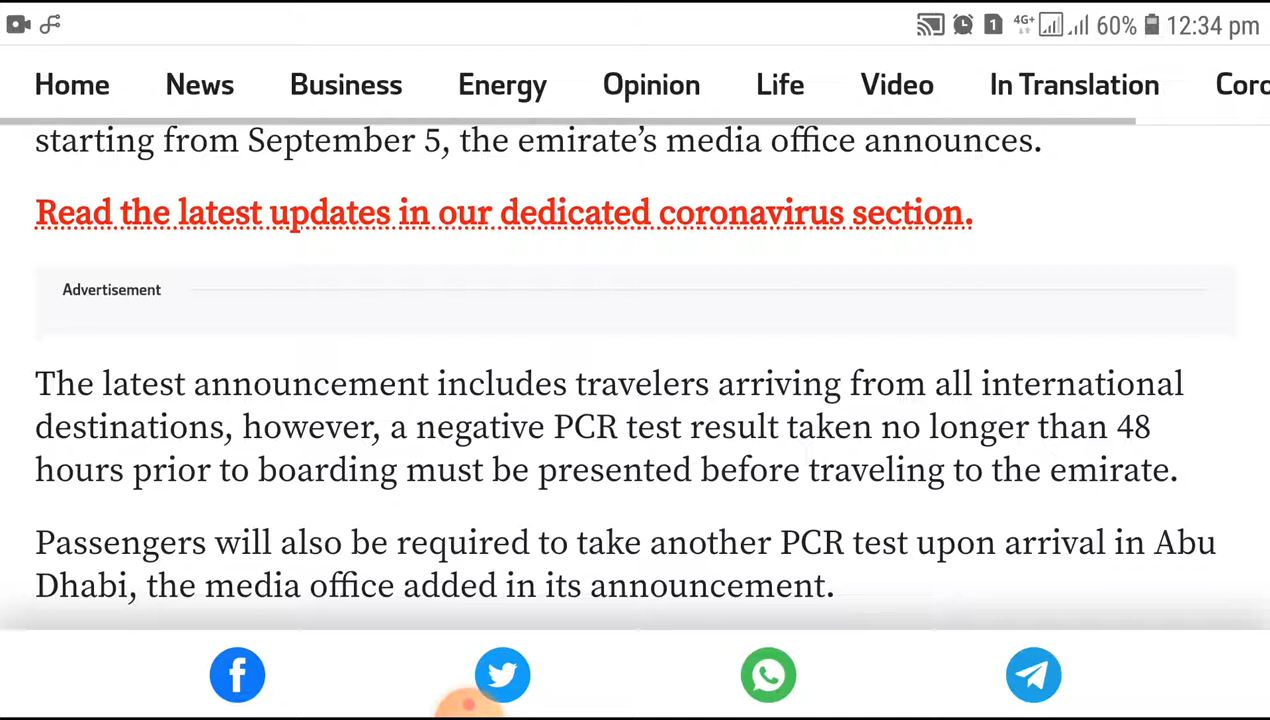 1 4G+ 60% 12:34 pm
Home News Business Energy Opinion Life Video In Translation Coro
starting from September 5, the emirate’s media office announces.
Read the latest updates in our dedicated coronavirus section.
Advertisement
The latest announcement includes travelers arriving from all international
destinations, however, a negative PCR test result taken no longer than 48
hours prior to boarding must be presented before traveling to the emirate.
Passengers will also be required to take another PCR test upon arrival in Abu
Dhabi, the media office added in its announcement.